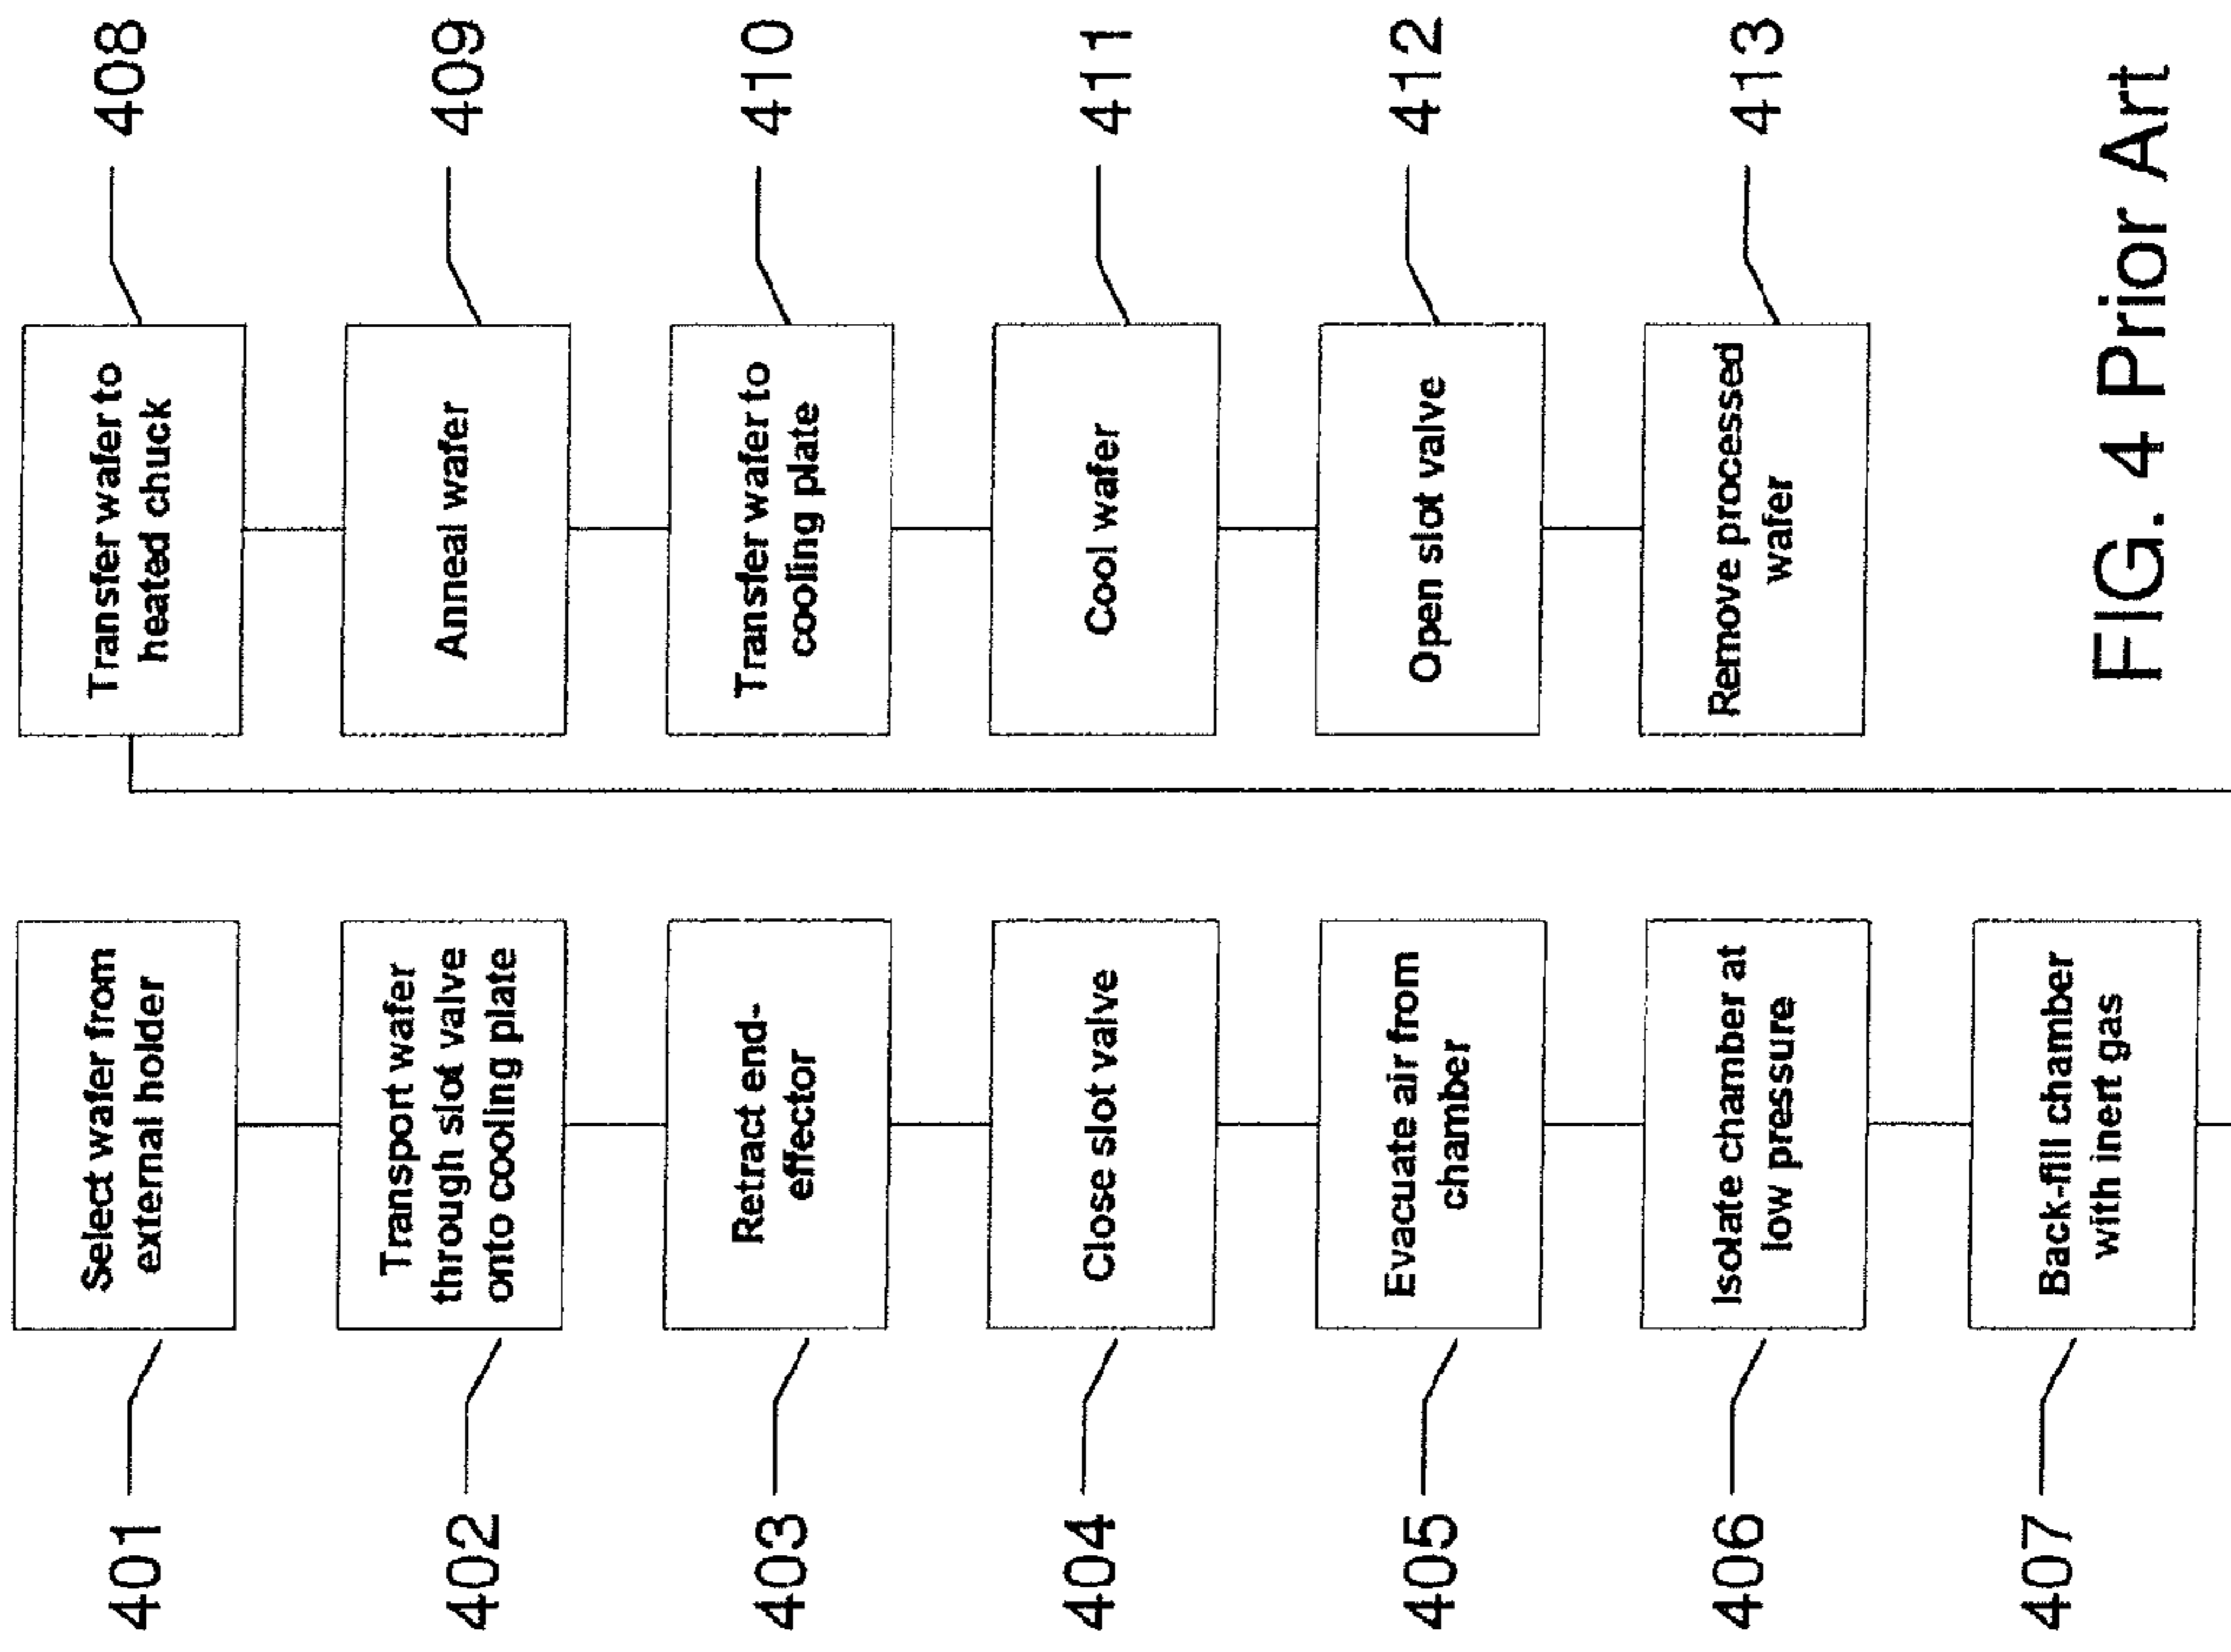 401
Select wafer from
external holder
402
Transport wafer
through slot valve
onto cooling plate
403
Retract end-
effector
404
Close slot valve
405
Evacuate air from
chamber
406
Isolate chamber at
low pressure
407
Back-fill chamber
with inert gas
408
Transfer wafer to
heated chuck
409
Anneal wafer
410
Transfer wafer to
cooling plate
411
Cool wafer
412
Open slot valve
413
Remove processed
wafer
FIG. 4 Prior Art